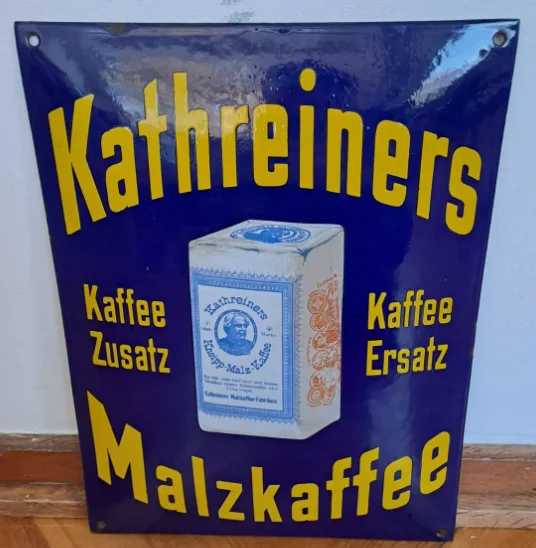 Kathreiners
Kaffee
Zusatz
Kaffee
Ersatz
Kathreiners
Kneipp-Malz-Kaffee
Kathreiners Malzkaffee-Fabriken
Malzkaffee